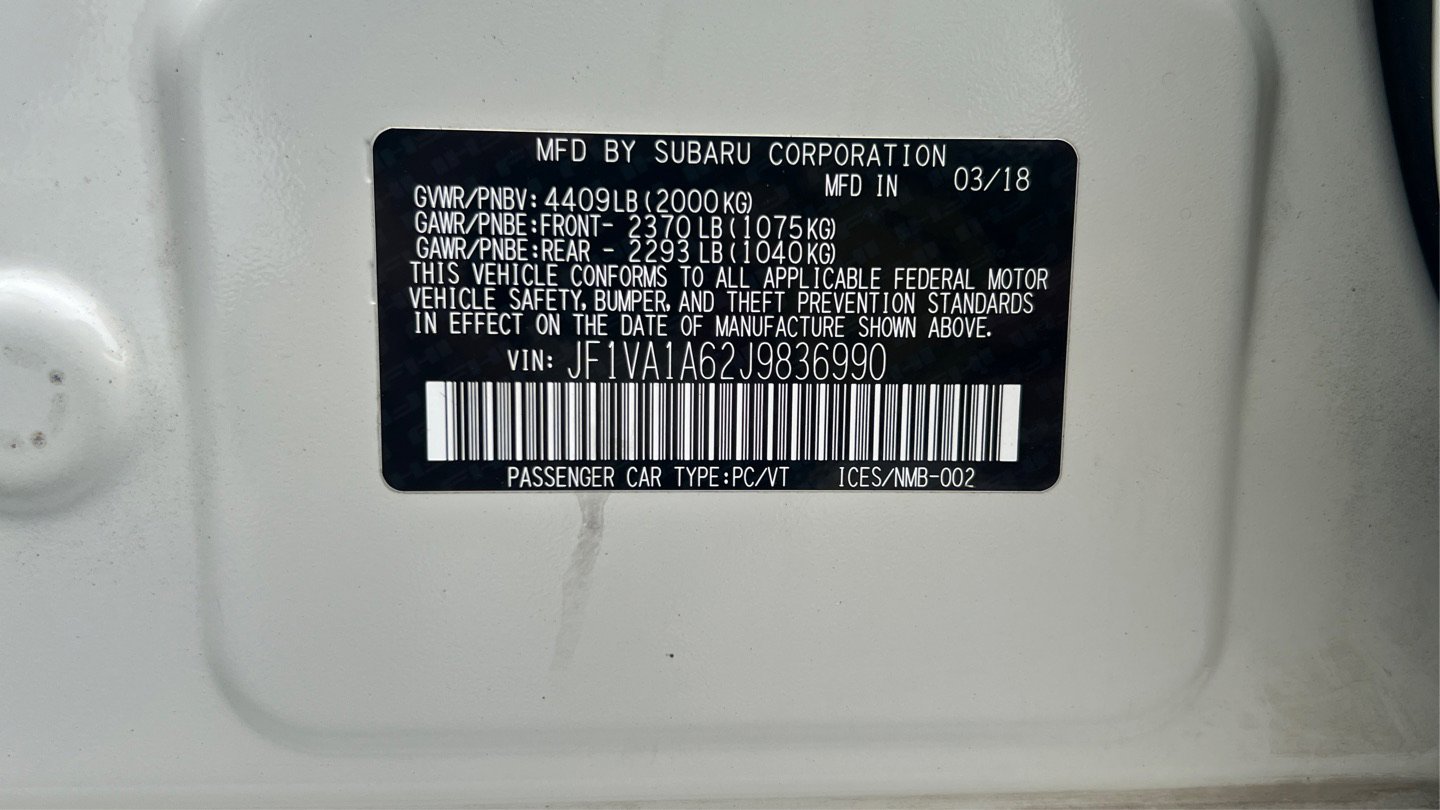 MFD BY SUBARU CORPORATION
MFD IN 03/18
GVWR/PNBV: 4409LB(2000KG)
GAWR/PNBE:FRONT- 2370 LB(1075KG)
GAWR/PNBE:REAR - 2293 LB(1040KG)
THIS VEHICLE CONFORMS TO ALL APPLICABLE FEDERAL MOTOR
VEHICLE SAFETY, BUMPER, AND THEFT PREVENTION STANDARDS
IN EFFECT ON THE DATE OF MANUFACTURE SHOWN ABOVE.
VIN: JF1VA1A62J9836990
PASSENGER CAR TYPE:PC/VT ICES/NMB-002